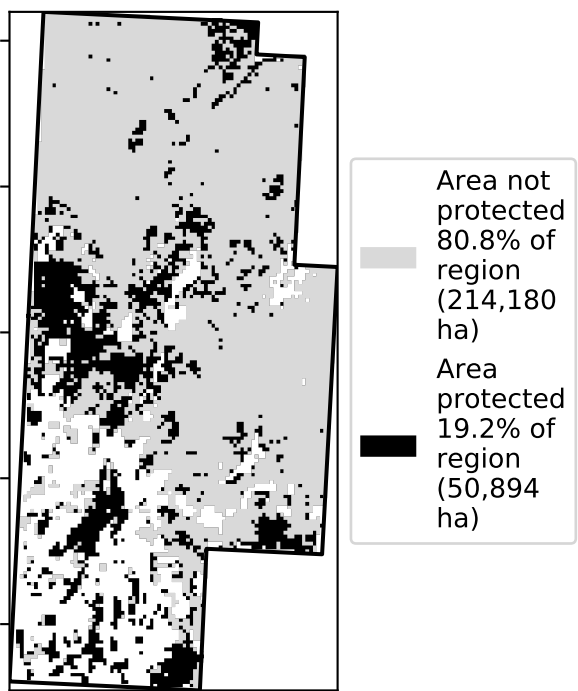 Area not
protected
80.8% of
region
(214,180
ha)
Area
protected
19.2% of
region
(50,894
ha)